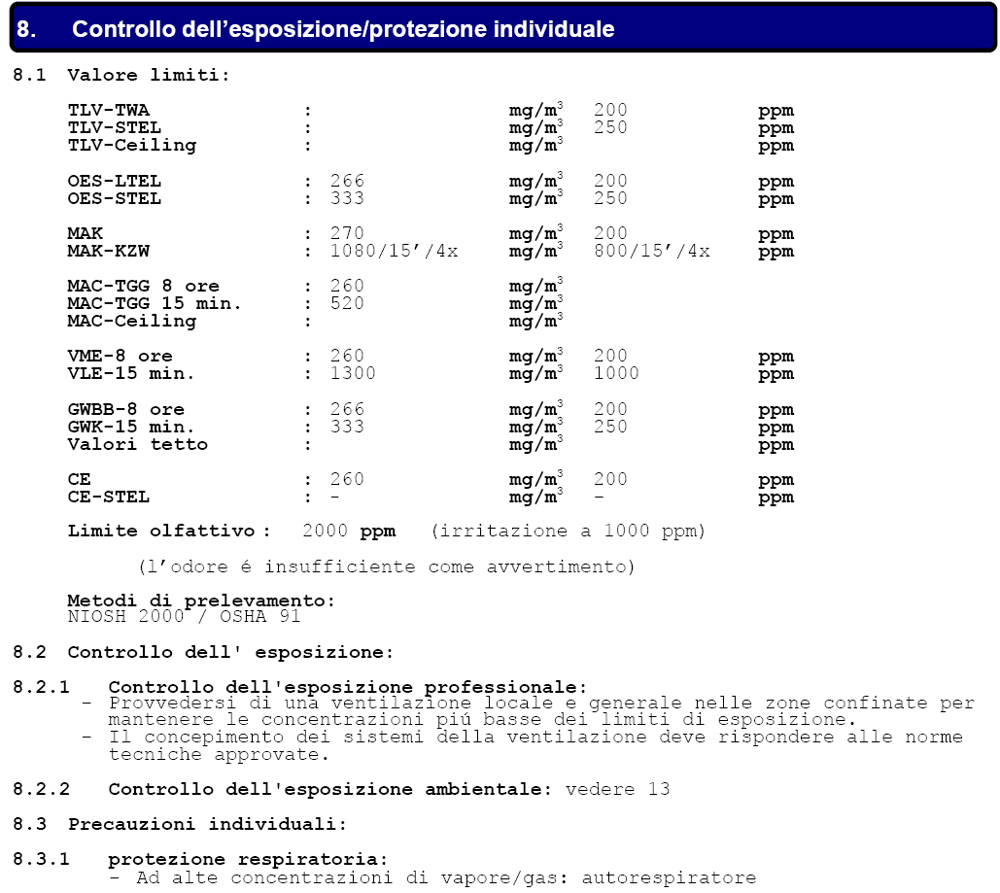 8. Controllo dell'esposizione/protezione individuale
8.1 Valore limiti:
TLV-TWA : mg/m³ 200 ppm
TLV-STEL : mg/m³ 250 ppm
TLV-Ceiling : mg/m³ ppm
OES-LTEL : 266 mg/m³ 200 ppm
OES-STEL : 333 mg/m³ 250 ppm
MAK : 270 mg/m³ 200 ppm
MAK-KZW : 1080/15'/4x mg/m³ 800/15'/4x ppm
MAC-TGG 8 ore : 260 mg/m³
MAC-TGG 15 min. : 520 mg/m³
MAC-Ceiling : mg/m³
VME-8 ore : 260 mg/m³ 200 ppm
VLE-15 min. : 1300 mg/m³ 1000 ppm
GWBB-8 ore : 266 mg/m³ 200 ppm
GWK-15 min. : 333 mg/m³ 250 ppm
Valori tetto : mg/m³ ppm
CE : 260 mg/m³ 200 ppm
CE-STEL : - mg/m³ - ppm
Limite olfattivo : 2000 ppm (irritazione a 1000 ppm)
(l'odore é insufficiente come avvertimento)
Metodi di prelevamento:
NIOSH 2000 / OSHA 91
8.2 Controllo dell' esposizione:
8.2.1 Controllo dell'esposizione professionale:
- Provvedersi di una ventilazione locale e generale nelle zone confinate per
mantenere le concentrazioni piú basse dei limiti di esposizione.
- Il concepimento dei sistemi della ventilazione deve rispondere alle norme
tecniche approvate.
8.2.2 Controllo dell'esposizione ambientale: vedere 13
8.3 Precauzioni individuali:
8.3.1 protezione respiratoria:
- Ad alte concentrazioni di vapore/gas: autorespiratore